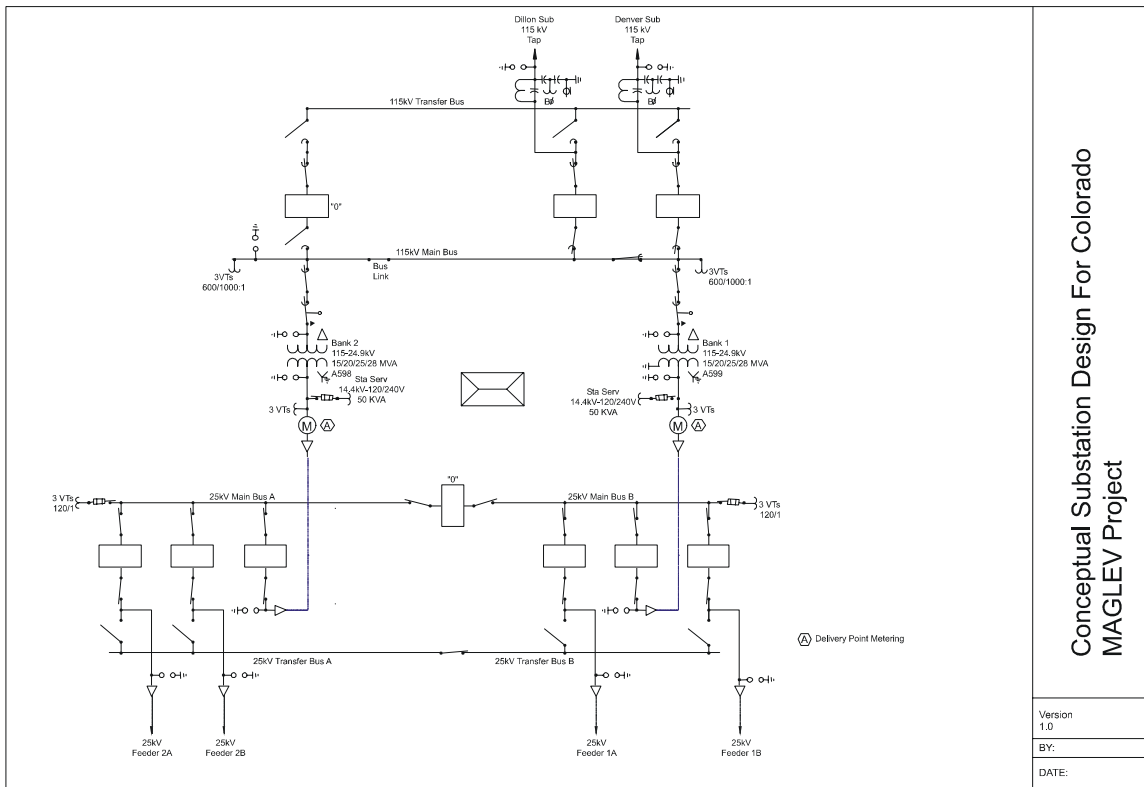 Dillon Sub
115 kV
Tap
Denver Sub
115 kV
Tap
BØ
BØ
115kV Transfer Bus
"0"
115kV Main Bus
Bus
Link
3VTs
600/1000:1
3VTs
600/1000:1
Bank 2
115-24.9kV
15/20/25/28 MVA
A598
Bank 1
115-24.9kV
15/20/25/28 MVA
A599
Sta Serv
14.4kV-120/240V
50 KVA
Sta Serv
14.4kV-120/240V
50 KVA
3 VTs
M
A
3 VTs
M
A
"0"
3 VTs
120/1
25kV Main Bus A
25kV Main Bus B
3 VTs
120/1
A Delivery Point Metering
25kV Transfer Bus A
25kV Transfer Bus B
25kV
Feeder 2A
25kV
Feeder 2B
25kV
Feeder 1A
25kV
Feeder 1B
Conceptual Substation Design For Colorado
MAGLEV Project
Version
1.0
BY:
DATE: